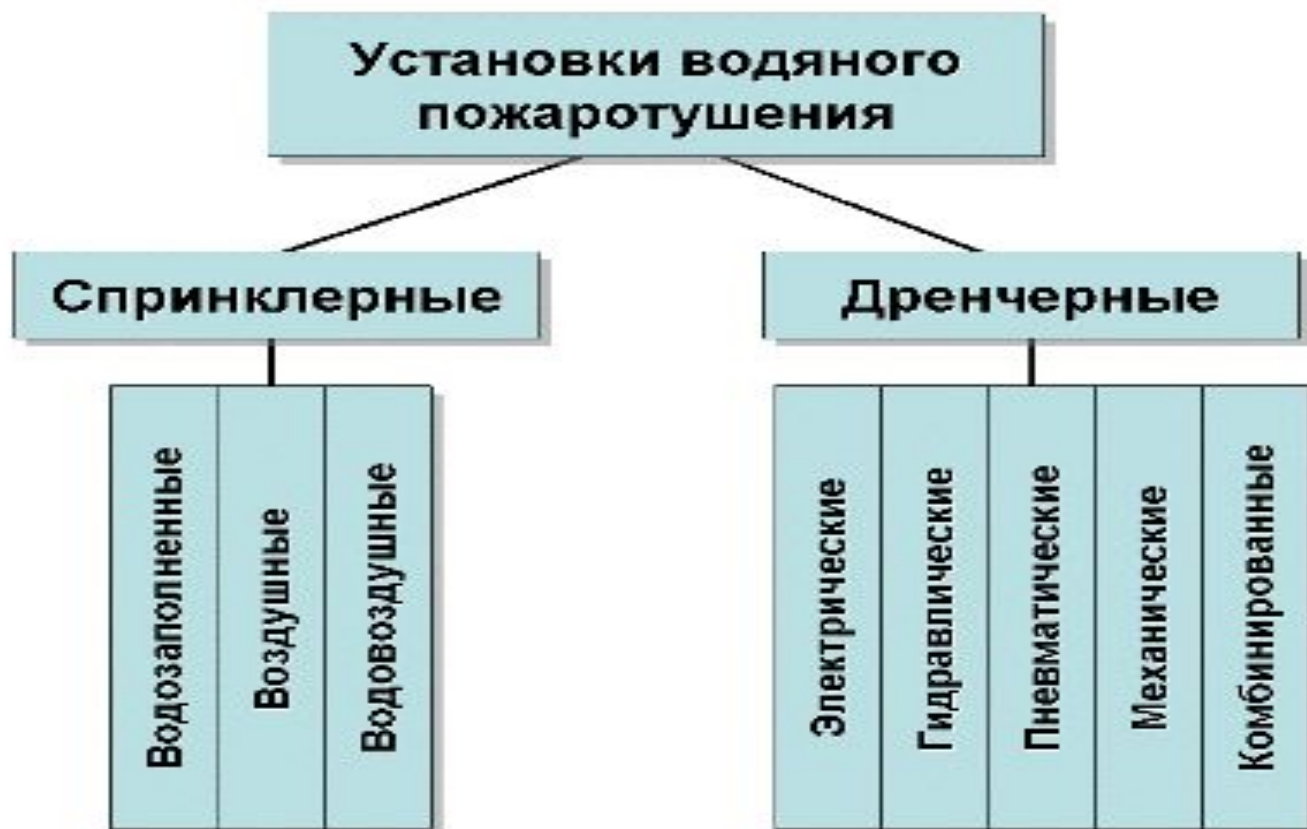 Установки водяного
пожаротушения
Спринклерные
Дренчерные
Водозаполненные
Воздушные
Водовоздушные
Электрические
Гидравлические
Пневматические
Механические
Комбинированные